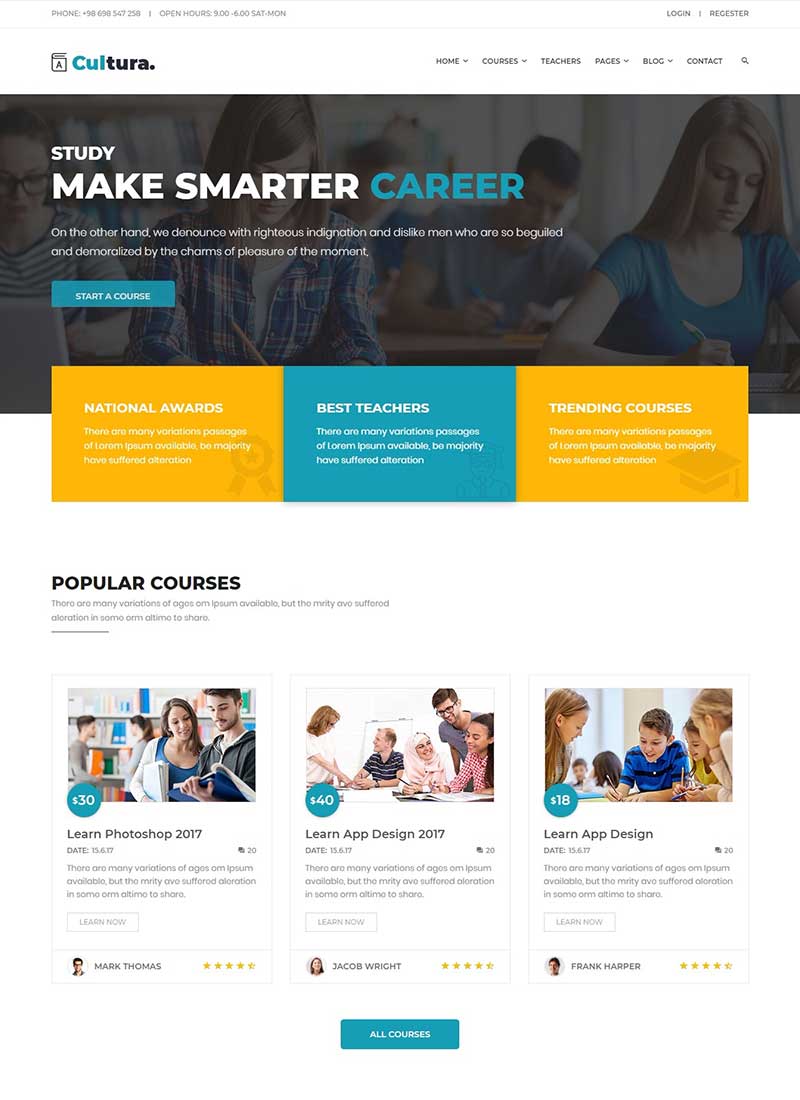 PHONE: +98 698 547 258 | OPEN HOURS: 9.00 -6.00 SAT-MON
LOGIN | REGESTER
A Cultura.
HOME COURSES TEACHERS PAGES BLOG CONTACT
STUDY
MAKE SMARTER CAREER
On the other hand, we denounce with righteous indignation and dislike men who are so beguiled
and demoralized by the charms of pleasure of the moment,
START A COURSE
NATIONAL AWARDS
There are many variations passages
of Lorem Ipsum available, be majority
have suffered alteration
BEST TEACHERS
There are many variations passages
of Lorem Ipsum available, be majority
have suffered alteration
TRENDING COURSES
There are many variations passages
of Lorem Ipsum available, be majority
have suffered alteration
POPULAR COURSES
There are many variations of ages om Ipsum available, but the mrity avo suffered
aleration in some orm altimo to share.
$30
Learn Photoshop 2017
DATE: 15.6.17 20
There are many variations of ages om Ipsum
available, but the mrity ave suffered aleration
in somo orm altimo to share.
LEARN NOW
MARK THOMAS
$40
Learn App Design 2017
DATE: 15.6.17 20
There are many variations of ages om Ipsum
available, but the mrity ave suffered aleration
in somo orm altimo to share.
LEARN NOW
JACOB WRIGHT
$18
Learn App Design
DATE: 15.6.17 20
There are many variations of ages om Ipsum
available, but the mrity ave suffered aleration
in somo orm altimo to share.
LEARN NOW
FRANK HARPER
ALL COURSES